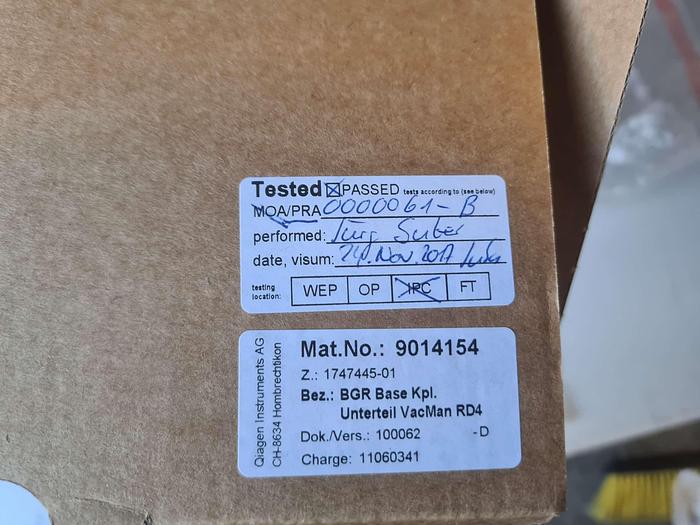 Tested ☒ PASSED tests according to (see below)
MOA/PRA 0000061-B
performed: Jürg Suter
date, visum: 24. Nov. 2017
testing location: WEP OP IPC FT
Qiagen Instruments AG
CH-8634 Hombrechtikon
Mat.No.: 9014154
Z.: 1747445-01
Bez.: BGR Base Kpl.
Unterteil VacMan RD4
Dok./Vers.: 100062 -D
Charge: 11060341